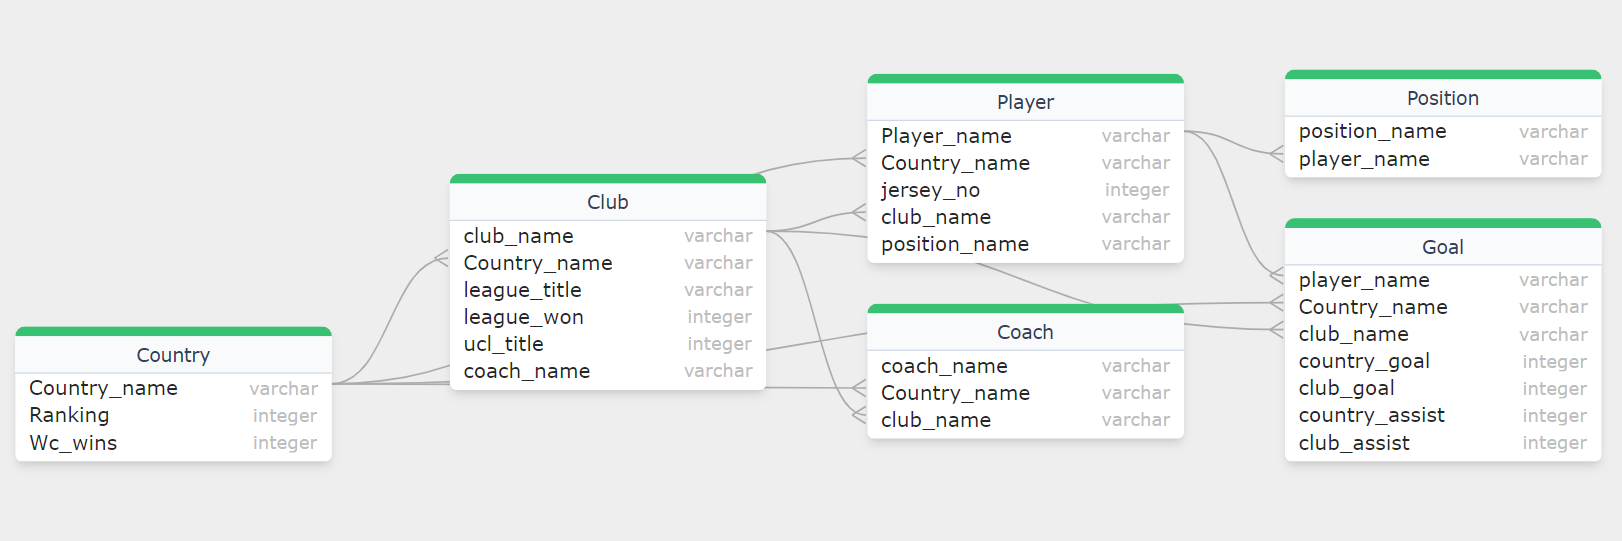 Country
Country_name varchar
Ranking integer
Wc_wins integer
Club
club_name varchar
Country_name varchar
league_title varchar
league_won integer
ucl_title integer
coach_name varchar
Player
Player_name varchar
Country_name varchar
jersey_no integer
club_name varchar
position_name varchar
Coach
coach_name varchar
Country_name varchar
club_name varchar
Position
position_name varchar
player_name varchar
Goal
player_name varchar
Country_name varchar
club_name varchar
country_goal integer
club_goal integer
country_assist integer
club_assist integer